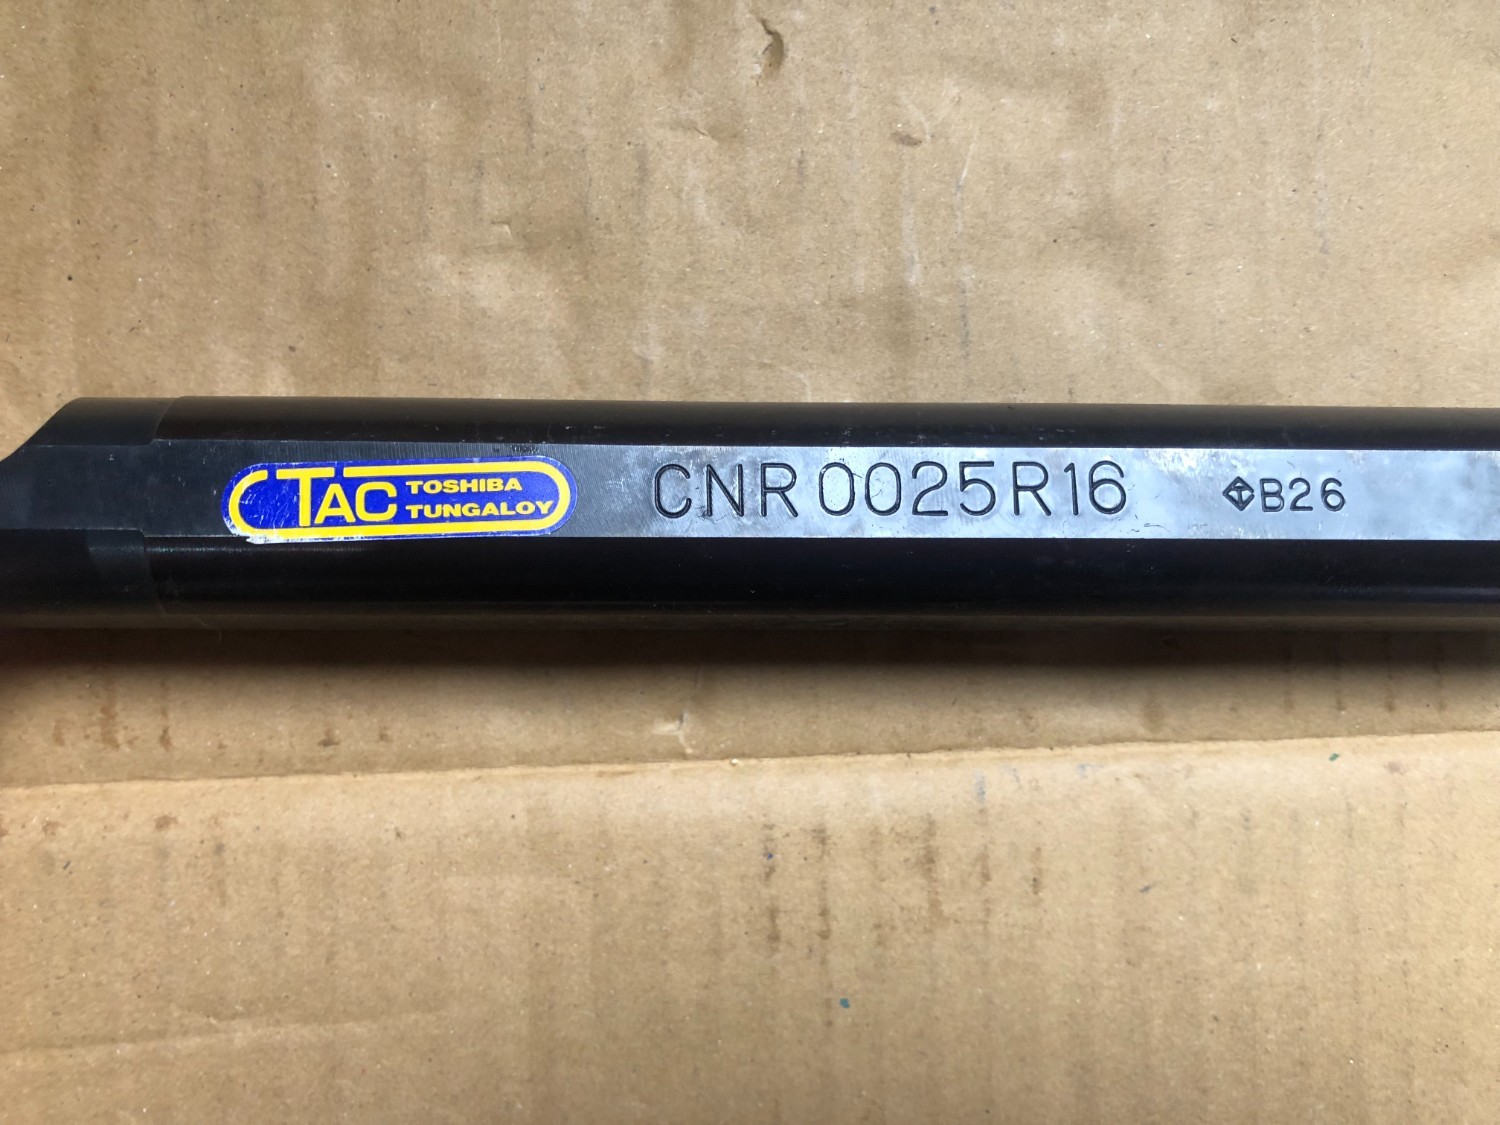 TAC TOSHIBA
TUNGALOY
CNR0025R16
B26